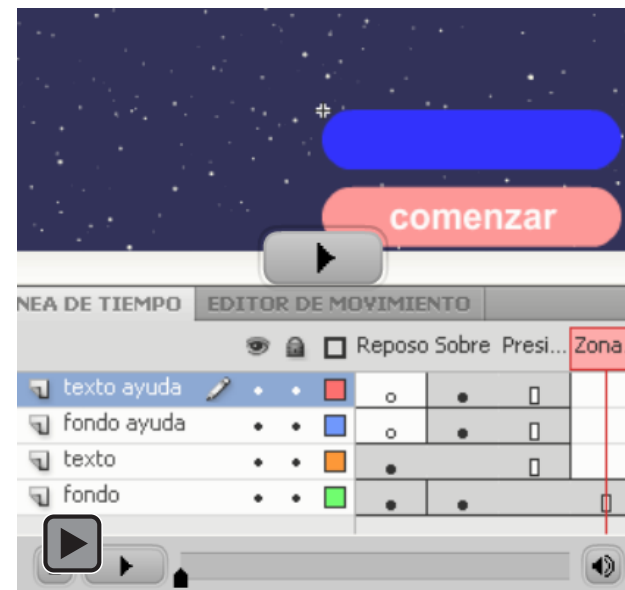 comenzar
NEA DE TIEMPO EDITOR DE MOVIMIENTO
Reposo Sobre Presi... Zona
texto ayuda
fondo ayuda
texto
fondo